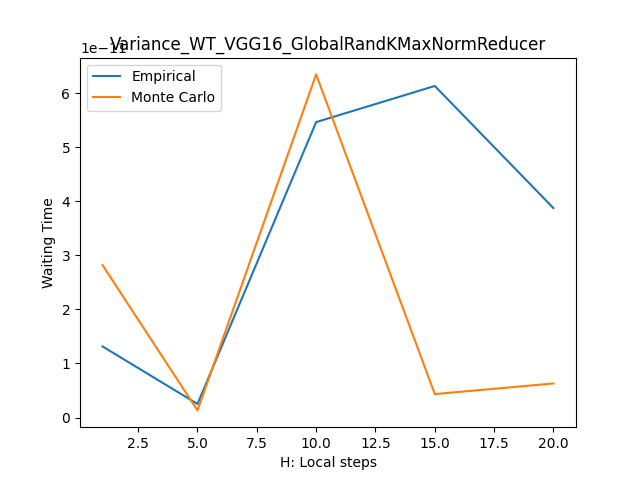 Variance_WT_VGG16_GlobalRandKMaxNormReducer
1e−11
Empirical
Monte Carlo
6
5
4
3
2
1
0
Waiting Time
2.5 5.0 7.5 10.0 12.5 15.0 17.5 20.0
H: Local steps